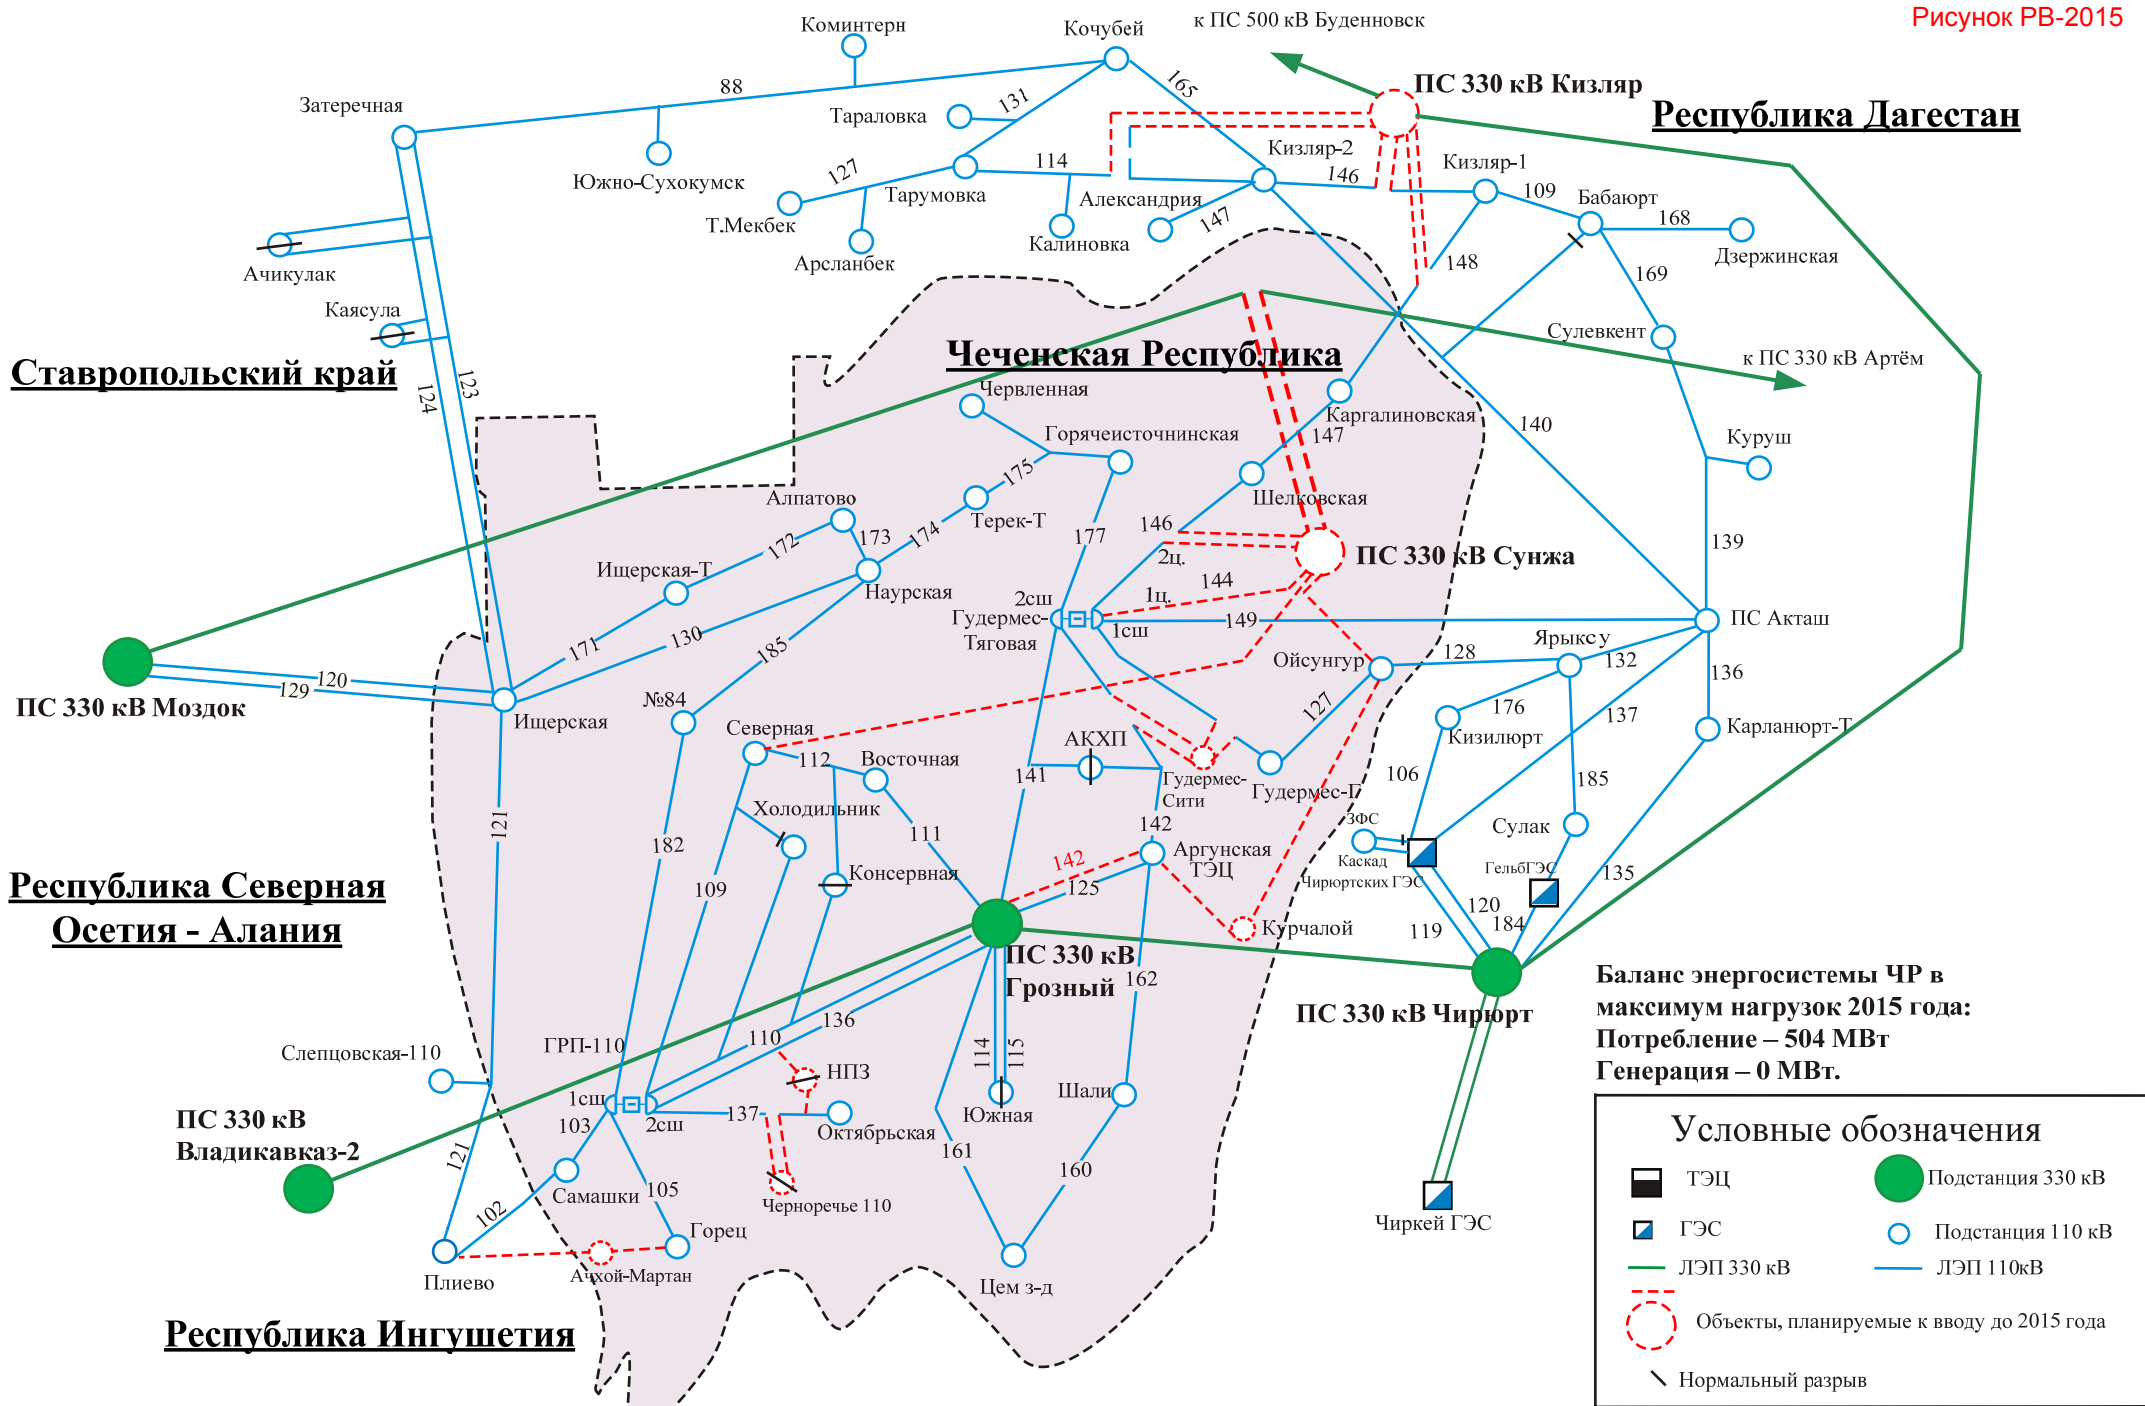 Рисунок РВ-2015
Коминтерн
Кочубей
к ПС 500 кВ Буденновск
ПС 330 кВ Кизляр
Республика Дагестан
88
165
131
Затеречная
Тараловка
Южно-Сухокумск
127
114
Кизляр-2
146
Кизляр-1
109
Бабаюрт
168
Тарумовка
Т.Мекбек
Арсланбек
Александрия
Калиновка
147
148
Дзержинская
169
Ачикулак
Каясула
Ставропольский край
124
123
Чеченская Республика
Сулевкент
к ПС 330 кВ Артём
Червленная
Каргалиновская
147
140
Куруш
Горячеисточнинская
175
Шелковская
Алпатово
Терек-Т
172
173
174
177
146
2ц.
139
ПС 330 кВ Сунжа
Ищерская-Т
Наурская
144
1ц.
2сш
Гудермес-
Тяговая
1сш
149
ПС Акташ
171
130
185
Ойсунгур
128
Ярыксу
132
136
120
129
ПС 330 кВ Моздок
Ищерская
№84
127
176
137
Карланюрт-Т
Кизилюрт
Северная
112
Восточная
АКХП
141
Гудермес-
Сити
Гудермес-Г
106
185
Холодильник
121
182
111
142
ЗФС
Сулак
Каскад
Чирюртских ГЭС
ГельбГЭС
135
Аргунская
ТЭЦ
142
125
109
Консервная
Республика Северная
Осетия - Алания
120
184
119
Курчалой
ПС 330 кВ
Грозный
162
ПС 330 кВ Чирюрт
Баланс энергосистемы ЧР в
максимум нагрузок 2015 года:
Потребление – 504 МВт
Генерация – 0 МВт.
136
110
ГРП-110
Слепцовская-110
114
115
НПЗ
Шали
1сш
103
2сш
137
Октябрьская
Южная
ПС 330 кВ
Владикавказ-2
121
161
160
102
Самашки
105
Черноречье 110
Горец
Чиркей ГЭС
Плиево
Ачхой-Мартан
Цем з-д
Республика Ингушетия
Условные обозначения
ТЭЦ
Подстанция 330 кВ
ГЭС
Подстанция 110 кВ
ЛЭП 330 кВ
ЛЭП 110кВ
Объекты, планируемые к вводу до 2015 года
Нормальный разрыв